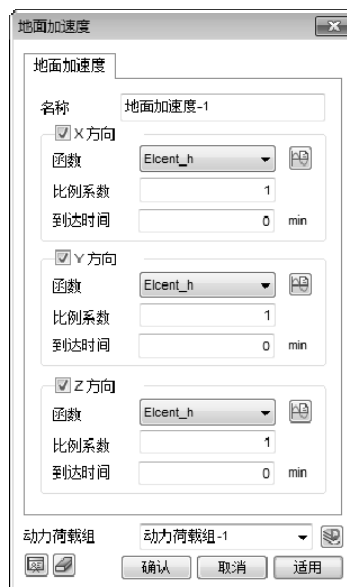 地面加速度
地面加速度
名称 地面加速度-1
X方向
函数 Elcent_h
比例系数 1
到达时间 0 min
Y方向
函数 Elcent_h
比例系数 1
到达时间 0 min
Z方向
函数 Elcent_h
比例系数 1
到达时间 0 min
动力荷载组 动力荷载组-1
确认 取消 适用